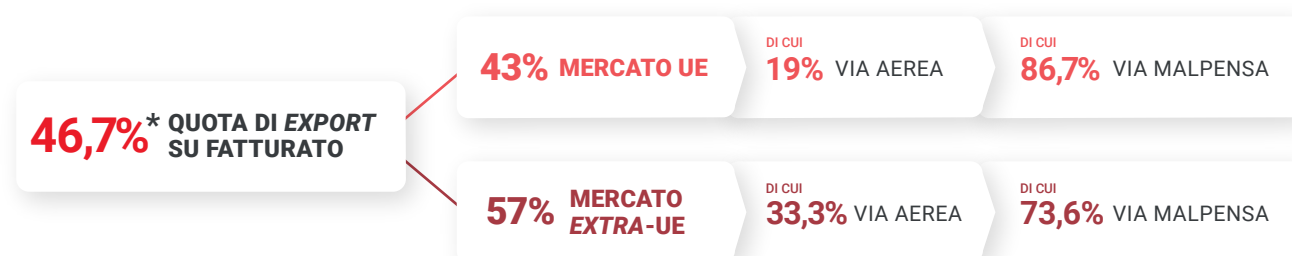 46,7%* QUOTA DI EXPORT
SU FATTURATO
43% MERCATO UE
DI CUI
19% VIA AEREA
DI CUI
86,7% VIA MALPENSA
57% MERCATO
EXTRA-UE
DI CUI
33,3% VIA AEREA
DI CUI
73,6% VIA MALPENSA